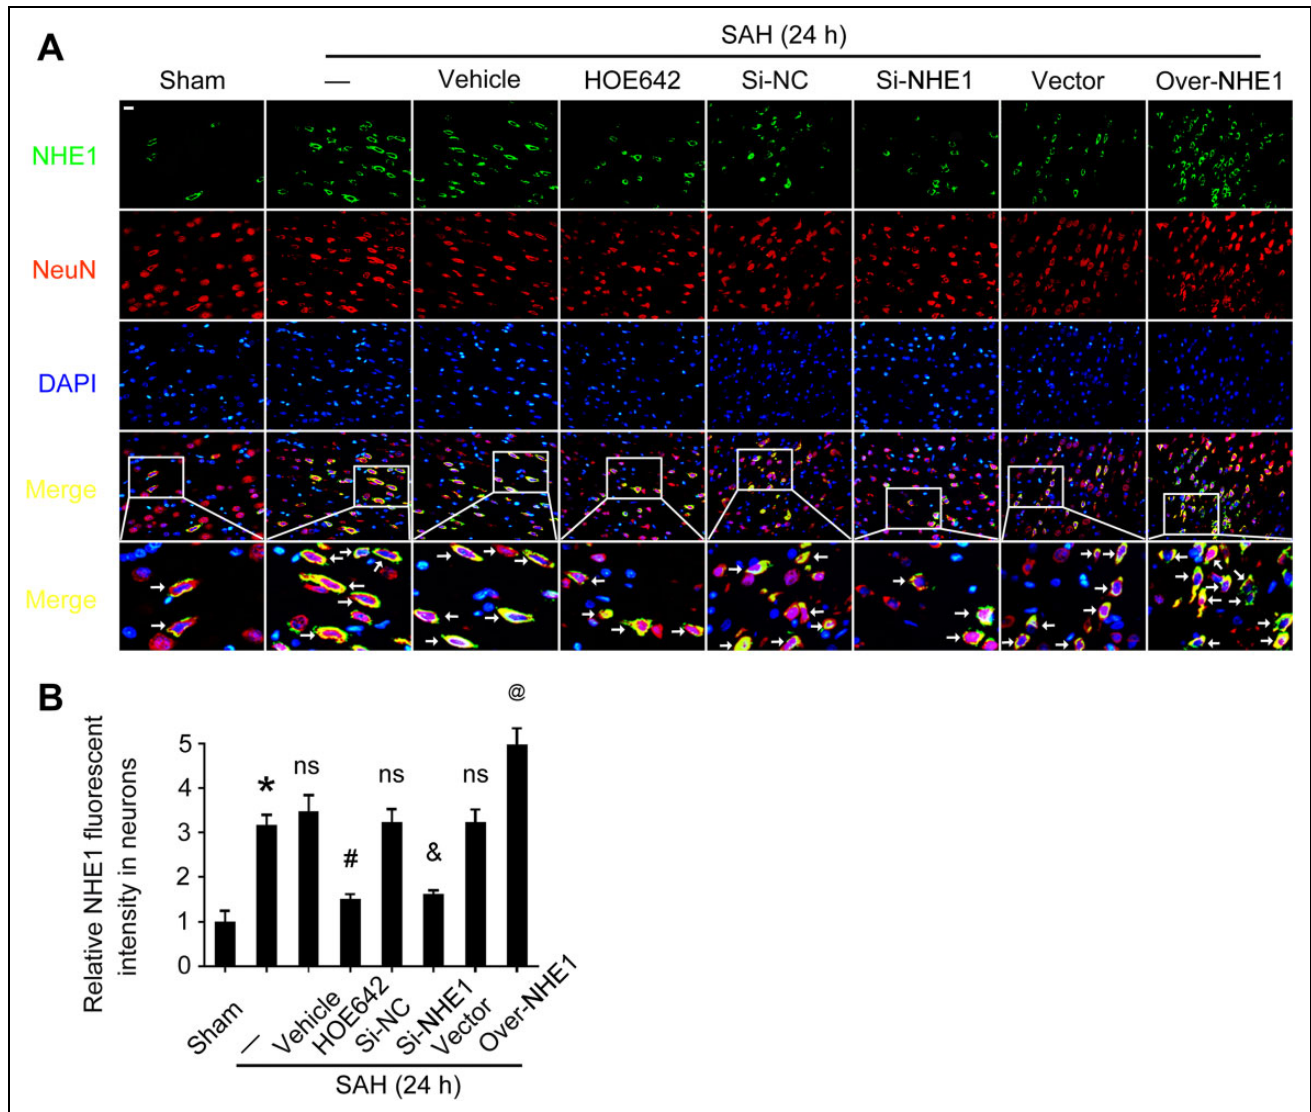 A
SAH (24 h)
Sham — Vehicle HOE642 Si-NC Si-NHE1 Vector Over-NHE1
NHE1
NeuN
DAPI
Merge
Merge
B
Relative NHE1 fluorescent
intensity in neurons
5
4
3
2
1
0
* ns # ns & ns @
Sham — Vehicle HOE642 Si-NC Si-NHE1 Vector Over-NHE1
SAH (24 h)